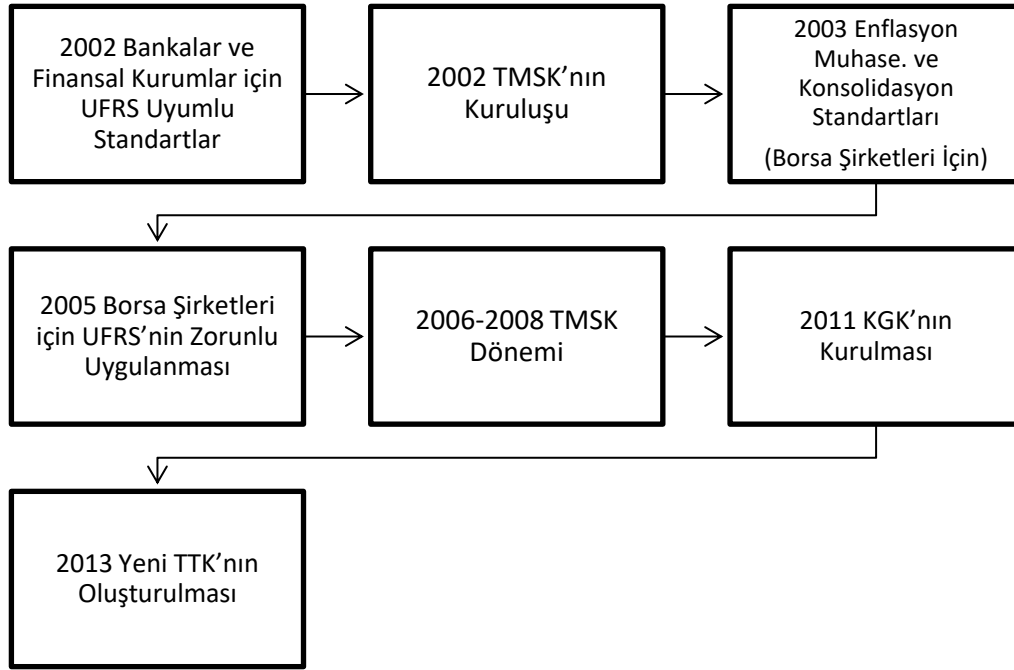 2002 Bankalar ve
Finansal Kurumlar için
UFRS Uyumlu
Standartlar
2002 TMSK’nın
Kuruluşu
2003 Enflasyon
Muhase. ve
Konsolidasyon
Standartları
(Borsa Şirketleri İçin)
2005 Borsa Şirketleri
için UFRS’nin Zorunlu
Uygulanması
2006-2008 TMSK
Dönemi
2011 KGK’nın
Kurulması
2013 Yeni TTK’nın
Oluşturulması